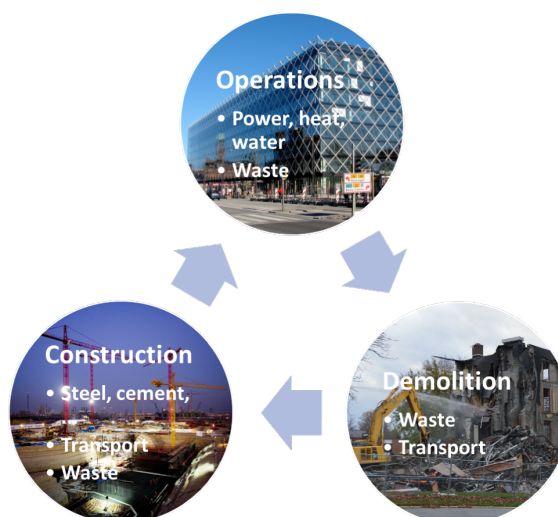 Operations
• Power, heat,
water
• Waste
Construction
• Steel, cement,
• Transport
• Waste
Demolition
• Waste
• Transport